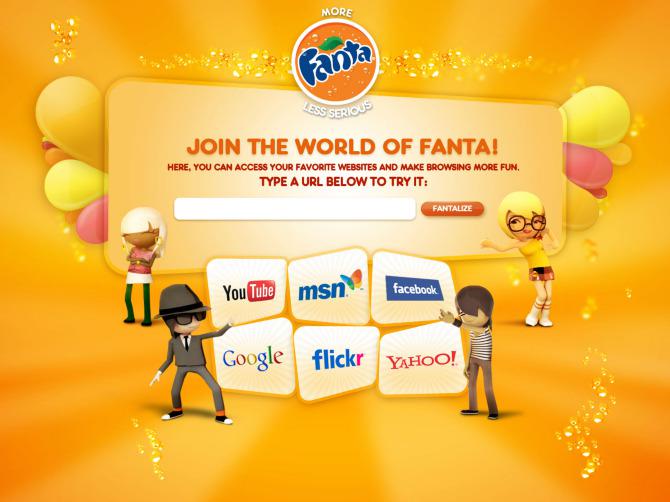 MORE
Fanta
LESS SERIOUS
JOIN THE WORLD OF FANTA!
HERE, YOU CAN ACCESS YOUR FAVORITE WEBSITES AND MAKE BROWSING MORE FUN.
TYPE A URL BELOW TO TRY IT:
FANTALIZE
YouTube
msn
facebook
Google
flickr
YAHOO!